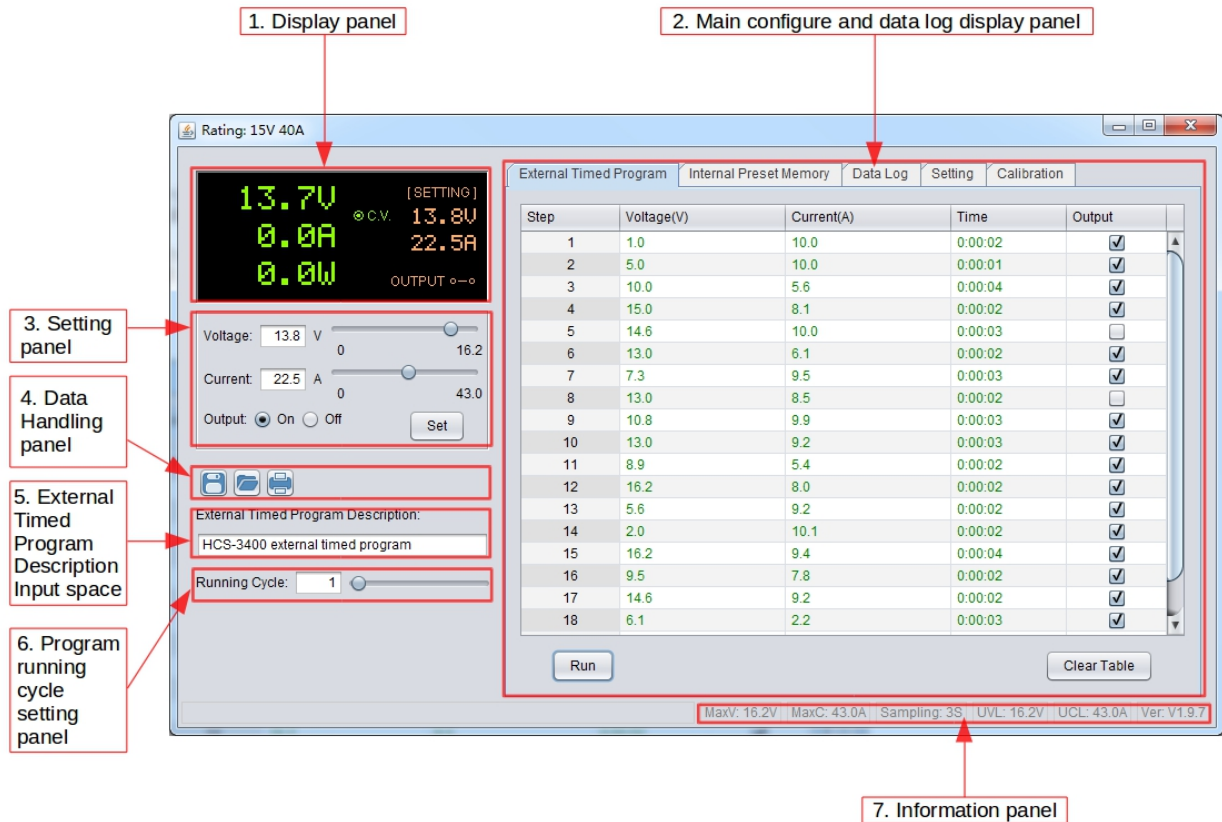 1. Display panel
2. Main configure and data log display panel
Rating: 15V 40A
13.7V
0.0A
0.0W
C.V.
[SETTING]
13.8V
22.5A
OUTPUT
3. Setting
panel
Voltage: 13.8 V
0 16.2
Current: 22.5 A
0 43.0
Output: On Off
Set
4. Data
Handling
panel
5. External
Timed
Program
Description
Input space
External Timed Program Description:
HCS-3400 external timed program
Running Cycle: 1
6. Program
running
cycle
setting
panel
External Timed Program Internal Preset Memory Data Log Setting Calibration
Step Voltage(V) Current(A) Time Output
1 1.0 10.0 0:00:02
2 5.0 10.0 0:00:01
3 10.0 5.6 0:00:04
4 15.0 8.1 0:00:02
5 14.6 10.0 0:00:03
6 13.0 6.1 0:00:02
7 7.3 9.5 0:00:03
8 13.0 8.5 0:00:02
9 10.8 9.9 0:00:03
10 13.0 9.2 0:00:03
11 8.9 5.4 0:00:02
12 16.2 8.0 0:00:02
13 5.6 9.2 0:00:02
14 2.0 10.1 0:00:02
15 16.2 9.4 0:00:04
16 9.5 7.8 0:00:02
17 14.6 9.2 0:00:02
18 6.1 2.2 0:00:03
Run
Clear Table
MaxV: 16.2V MaxC: 43.0A Sampling: 3S UVL: 16.2V UCL: 43.0A Ver: V1.9.7
7. Information panel